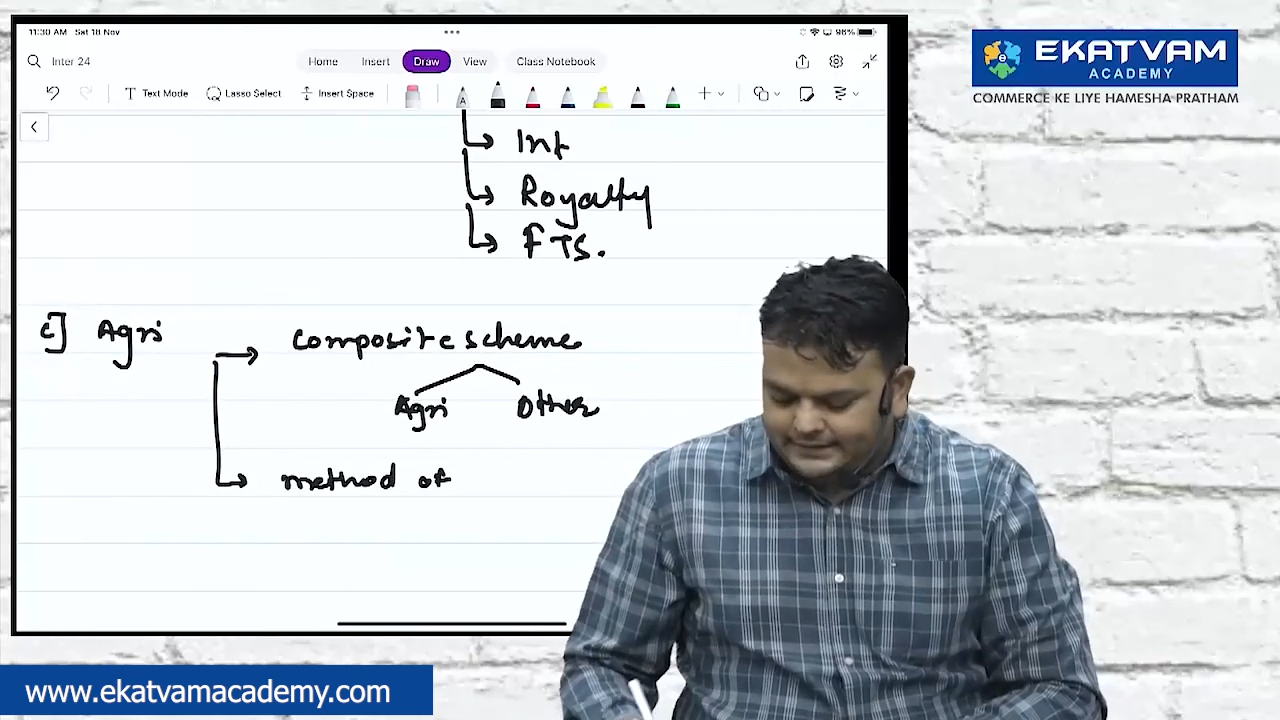 11:30 AM Sat 18 Nov
96%
Inter 24
Home Insert Draw View Class Notebook
Text Mode Lasso Select Insert Space
Int
Royalty
FTS.
c] Agri
composite scheme
Agri Other
method of
EKATVAM
ACADEMY
COMMERCE KE LIYE HAMESHA PRATHAM
www.ekatvamacademy.com